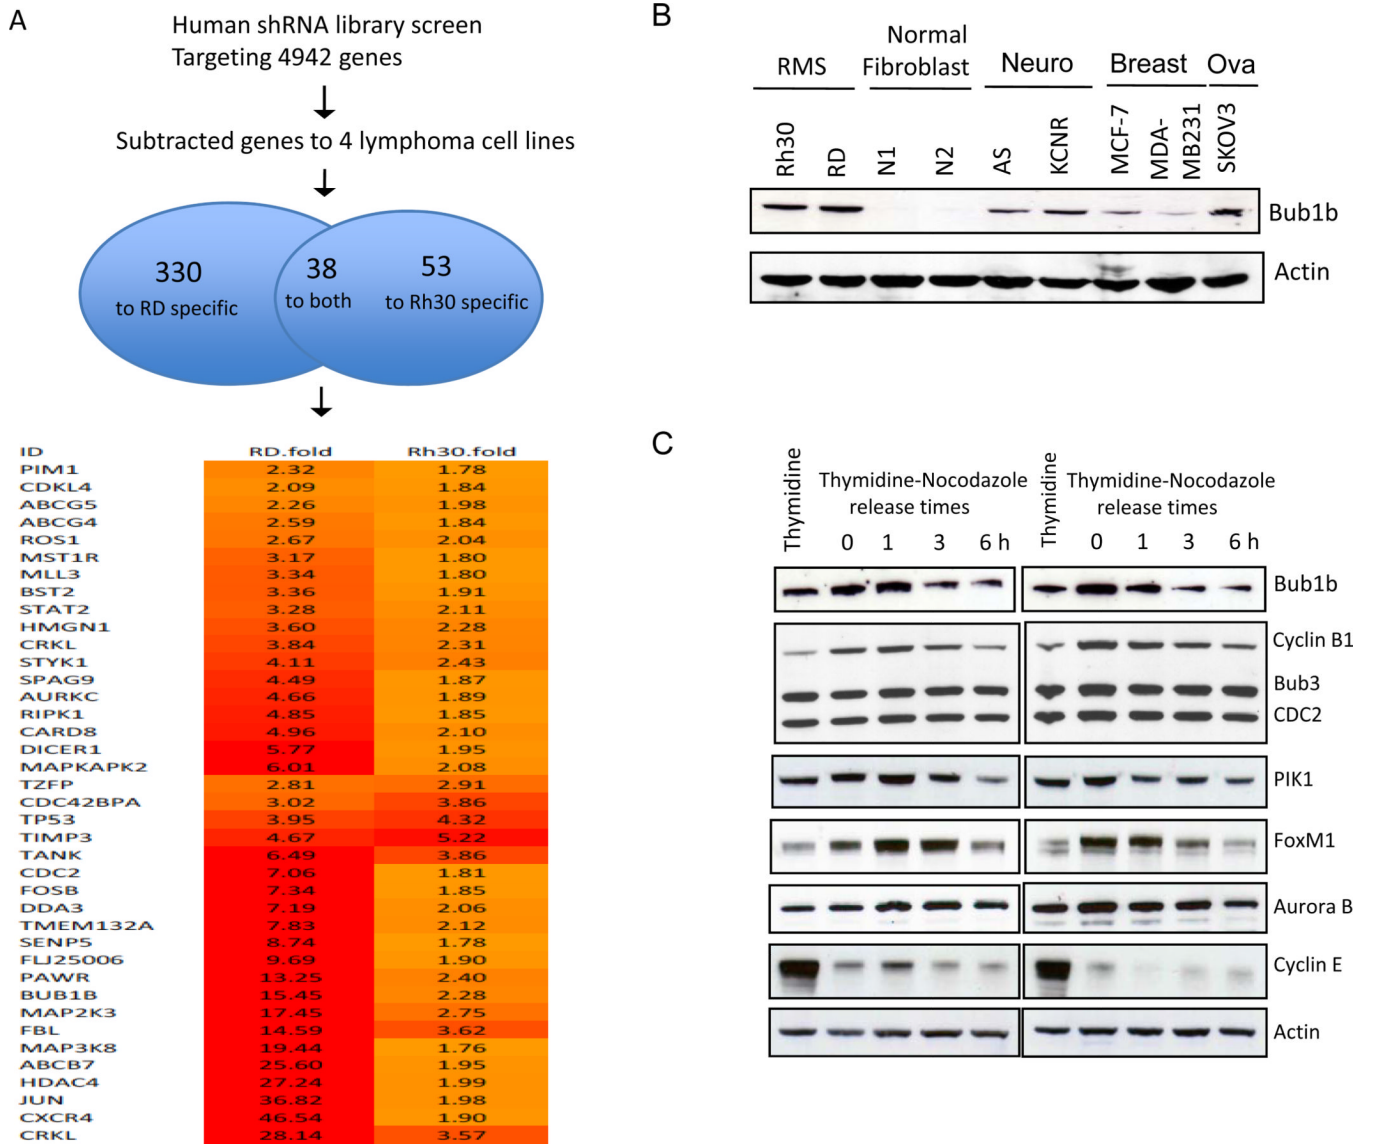 A
Human shRNA library screen
Targeting 4942 genes
Subtracted genes to 4 lymphoma cell lines
330
to RD specific
38
to both
53
to Rh30 specific
ID RD.fold Rh30.fold
PIM1 2.32 1.78
CDKL4 2.09 1.84
ABCG5 2.26 1.98
ABCG4 2.59 1.84
ROS1 2.67 2.04
MST1R 3.17 1.80
MLL3 3.34 1.80
BST2 3.36 1.91
STAT2 3.28 2.11
HMGN1 3.60 2.28
CRKL 3.84 2.31
STYK1 4.11 2.43
SPAG9 4.49 1.87
AURKC 4.66 1.89
RIPK1 4.85 1.85
CARD8 4.96 2.10
DICER1 5.77 1.95
MAPKAPK2 6.01 2.08
TZFP 2.81 2.91
CDC42BPA 3.02 3.86
TP53 3.95 4.32
TIMP3 4.67 5.22
TANK 6.49 3.86
CDC2 7.06 1.81
FOSB 7.34 1.85
DDA3 7.19 2.06
TMEM132A 7.83 2.12
SENP5 8.74 1.78
FLJ25006 9.69 1.90
PAWR 13.25 2.40
BUB1B 15.45 2.28
MAP2K3 17.45 2.75
FBL 14.59 3.62
MAP3K8 19.44 1.76
ABCB7 25.60 1.95
HDAC4 27.24 1.99
JUN 36.82 1.98
CXCR4 46.54 1.90
CRKL 28.14 3.57
B
RMS
Normal
Fibroblast
Neuro
Breast
Ova
Rh30
RD
N1
N2
AS
KCNR
MCF-7
MDA-
MB231
SKOV3
Bub1b
Actin
C
Thymidine
Thymidine-Nocodazole
release times
0 1 3 6 h
Thymidine
Thymidine-Nocodazole
release times
0 1 3 6 h
Bub1b
Cyclin B1
Bub3
CDC2
PIK1
FoxM1
Aurora B
Cyclin E
Actin